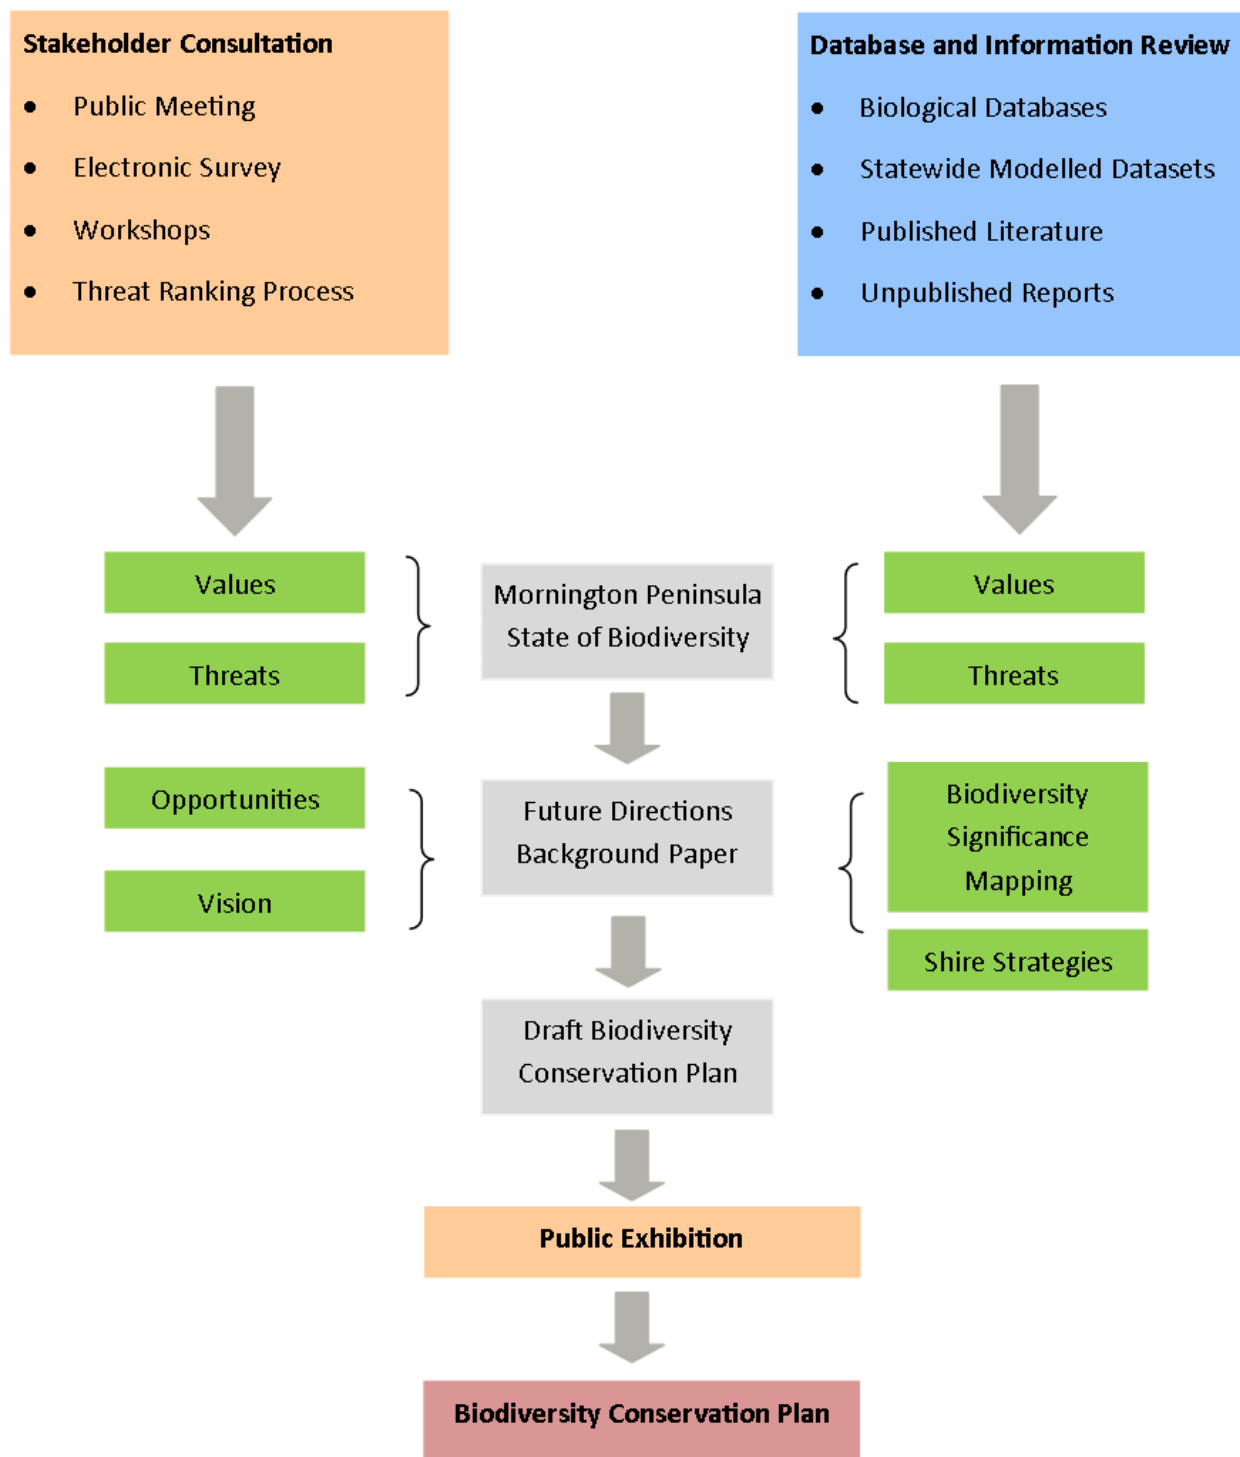 Stakeholder Consultation
● Public Meeting
● Electronic Survey
● Workshops
● Threat Ranking Process
Database and Information Review
● Biological Databases
● Statewide Modelled Datasets
● Published Literature
● Unpublished Reports
Values
Threats
Mornington Peninsula
State of Biodiversity
Values
Threats
Opportunities
Vision
Future Directions
Background Paper
Biodiversity
Significance
Mapping
Shire Strategies
Draft Biodiversity
Conservation Plan
Public Exhibition
Biodiversity Conservation Plan